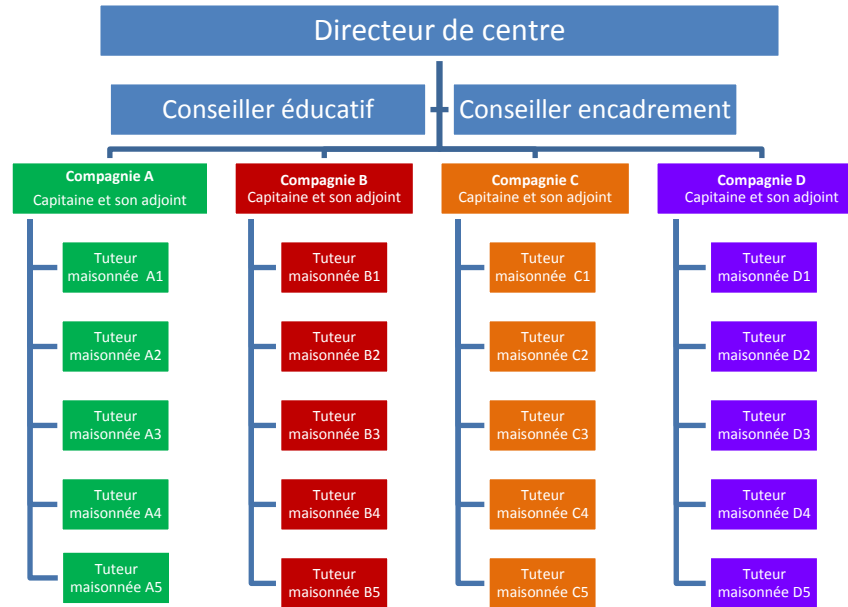 Directeur de centre
Conseiller éducatif
Conseiller encadrement
Compagnie A
Capitaine et son adjoint
Tuteur
maisonnée A1
Tuteur
maisonnée A2
Tuteur
maisonnée A3
Tuteur
maisonnée A4
Tuteur
maisonnée A5
Compagnie B
Capitaine et son adjoint
Tuteur
maisonnée B1
Tuteur
maisonnée B2
Tuteur
maisonnée B3
Tuteur
maisonnée B4
Tuteur
maisonnée B5
Compagnie C
Capitaine et son adjoint
Tuteur
maisonnée C1
Tuteur
maisonnée C2
Tuteur
maisonnée C3
Tuteur
maisonnée C4
Tuteur
maisonnée C5
Compagnie D
Capitaine et son adjoint
Tuteur
maisonnée D1
Tuteur
maisonnée D2
Tuteur
maisonnée D3
Tuteur
maisonnée D4
Tuteur
maisonnée D5